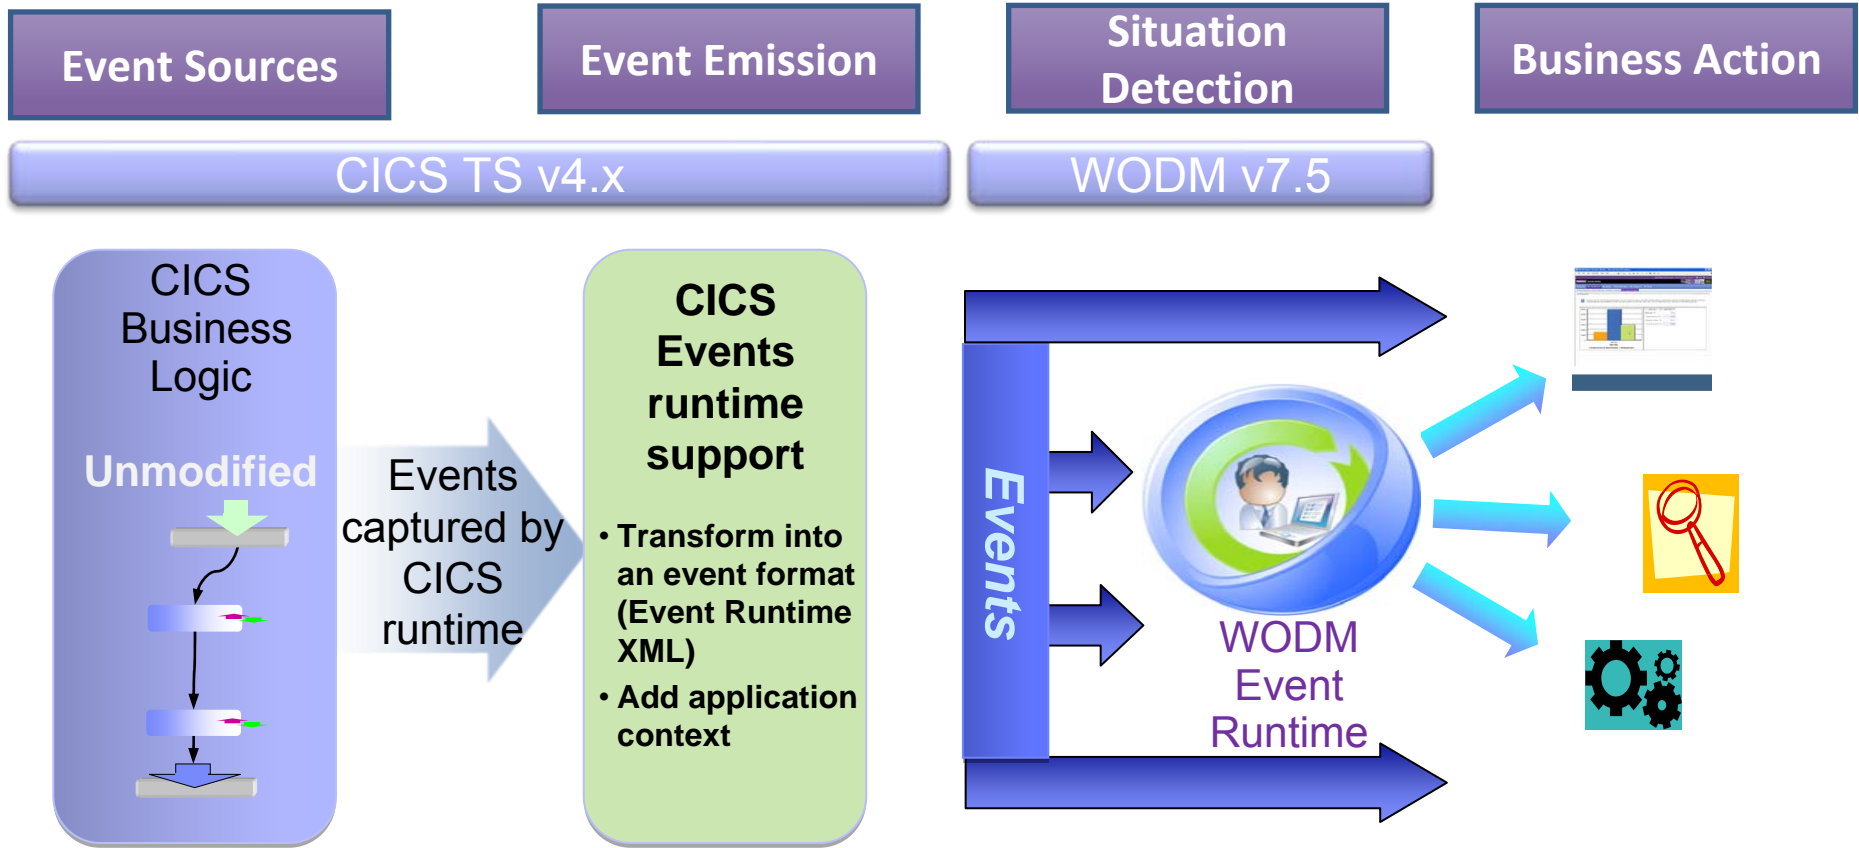 Event Sources
Event Emission
Situation
Detection
Business Action
CICS TS v4.x
WODM v7.5
CICS
Business
Logic
Unmodified
Events
captured by
CICS
runtime
CICS
Events
runtime
support
• Transform into
an event format
(Event Runtime
XML)
• Add application
context
Events
WODM
Event
Runtime